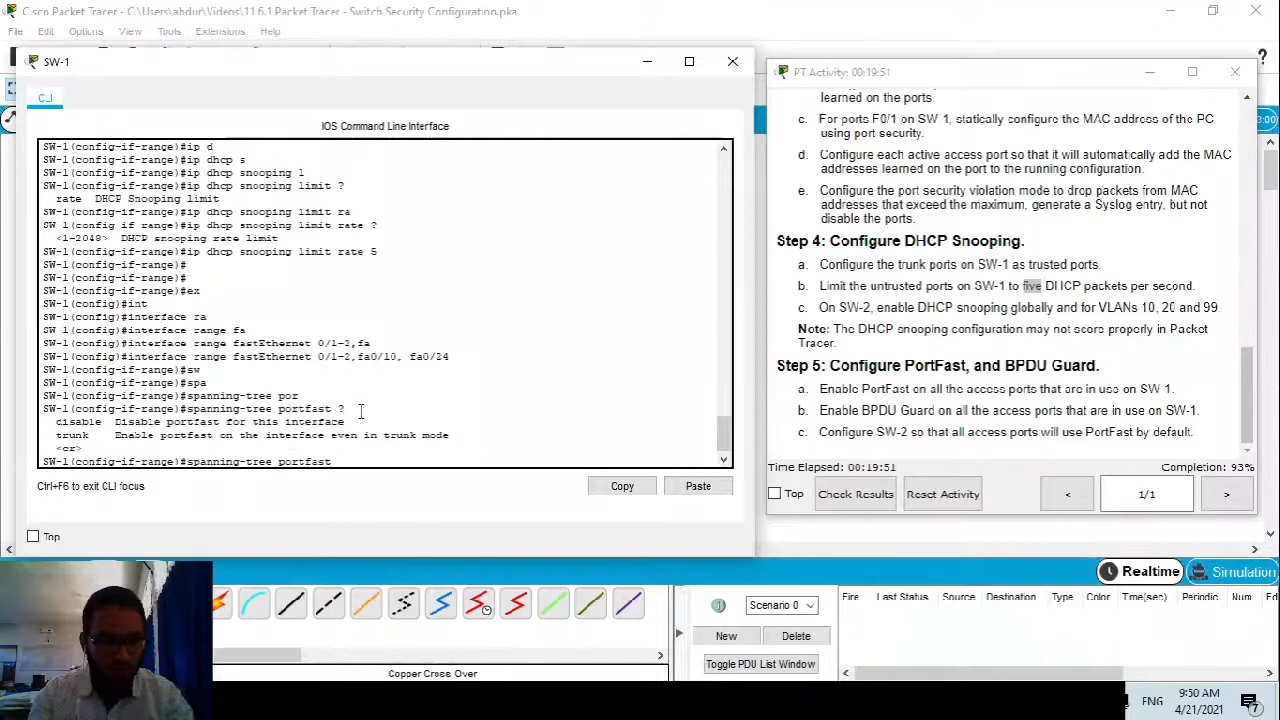 Cisco Packet Tracer - C:\Users\abdur\Videos\11.6.1 Packet Tracer - Switch Security Configuration.pka
File Edit Options View Tools Extensions Help
SW-1
CLI
IOS Command Line Interface
SW-1(config-if-range)#ip d
SW-1(config-if-range)#ip dhcp s
SW-1(config-if-range)#ip dhcp snooping l
SW-1(config-if-range)#ip dhcp snooping limit ?
rate DHCP Snooping limit
SW-1(config-if-range)#ip dhcp snooping limit ra
SW-1(config-if-range)#ip dhcp snooping limit rate ?
<1-2048> DHCP snooping rate limit
SW-1(config-if-range)#ip dhcp snooping limit rate 5
SW-1(config-if-range)#
SW-1(config-if-range)#
SW-1(config-if-range)#ex
SW-1(config)#int
SW-1(config)#interface ra
SW-1(config)#interface range fa
SW-1(config)#interface range fastEthernet 0/1-2,fa
SW-1(config)#interface range fastEthernet 0/1-2,fa0/10, fa0/24
SW-1(config-if-range)#sw
SW-1(config-if-range)#spa
SW-1(config-if-range)#spanning-tree por
SW-1(config-if-range)#spanning-tree portfast ?
disable Disable portfast for this interface
trunk Enable portfast on the interface even in trunk mode
<cr>
SW-1(config-if-range)#spanning-tree portfast
Ctrl+F6 to exit CLI focus
Copy
Paste
Top
PT Activity: 00:19:51
learned on the ports.
c. For ports F0/1 on SW-1, statically configure the MAC address of the PC
using port security.
d. Configure each active access port so that it will automatically add the MAC
addresses learned on the port to the running configuration.
e. Configure the port security violation mode to drop packets from MAC
addresses that exceed the maximum, generate a Syslog entry, but not
disable the ports.
Step 4: Configure DHCP Snooping.
a. Configure the trunk ports on SW-1 as trusted ports.
b. Limit the untrusted ports on SW-1 to five DHCP packets per second.
c. On SW-2, enable DHCP snooping globally and for VLANs 10, 20 and 99.
Note: The DHCP snooping configuration may not score properly in Packet
Tracer.
Step 5: Configure PortFast, and BPDU Guard.
a. Enable PortFast on all the access ports that are in use on SW-1.
b. Enable BPDU Guard on all the access ports that are in use on SW-1.
c. Configure SW-2 so that all access ports will use PortFast by default.
Time Elapsed: 00:19:51
Completion: 93%
Top
Check Results
Reset Activity
<
1/1
>
?
3:00
Realtime
Simulation
Scenario 0
New
Delete
Toggle PDU List Window
Fire Last Status Source Destination Type Color Time(sec) Periodic Num Ed
Copper Cross Over
ENG
9:50 AM
4/21/2021
7